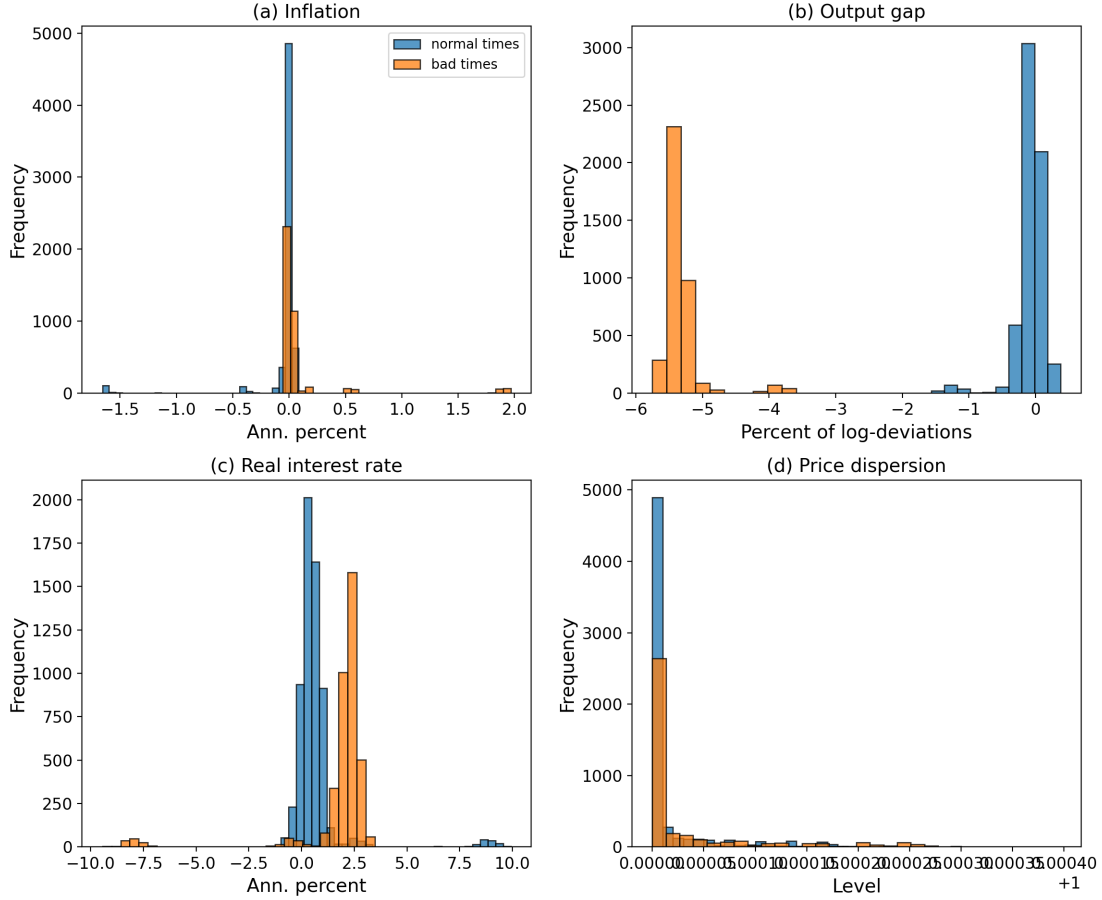 (a) Inflation
5000
4000
3000
2000
1000
0
Frequency
normal times
bad times
−1.5 −1.0 −0.5 0.0 0.5 1.0 1.5 2.0
Ann. percent
(b) Output gap
3000
2500
2000
1500
1000
500
0
Frequency
−6 −5 −4 −3 −2 −1 0
Percent of log-deviations
(c) Real interest rate
2000
1750
1500
1250
1000
750
500
250
0
Frequency
−10.0 −7.5 −5.0 −2.5 0.0 2.5 5.0 7.5 10.0
Ann. percent
(d) Price dispersion
5000
4000
3000
2000
1000
0
Frequency
+1
Level